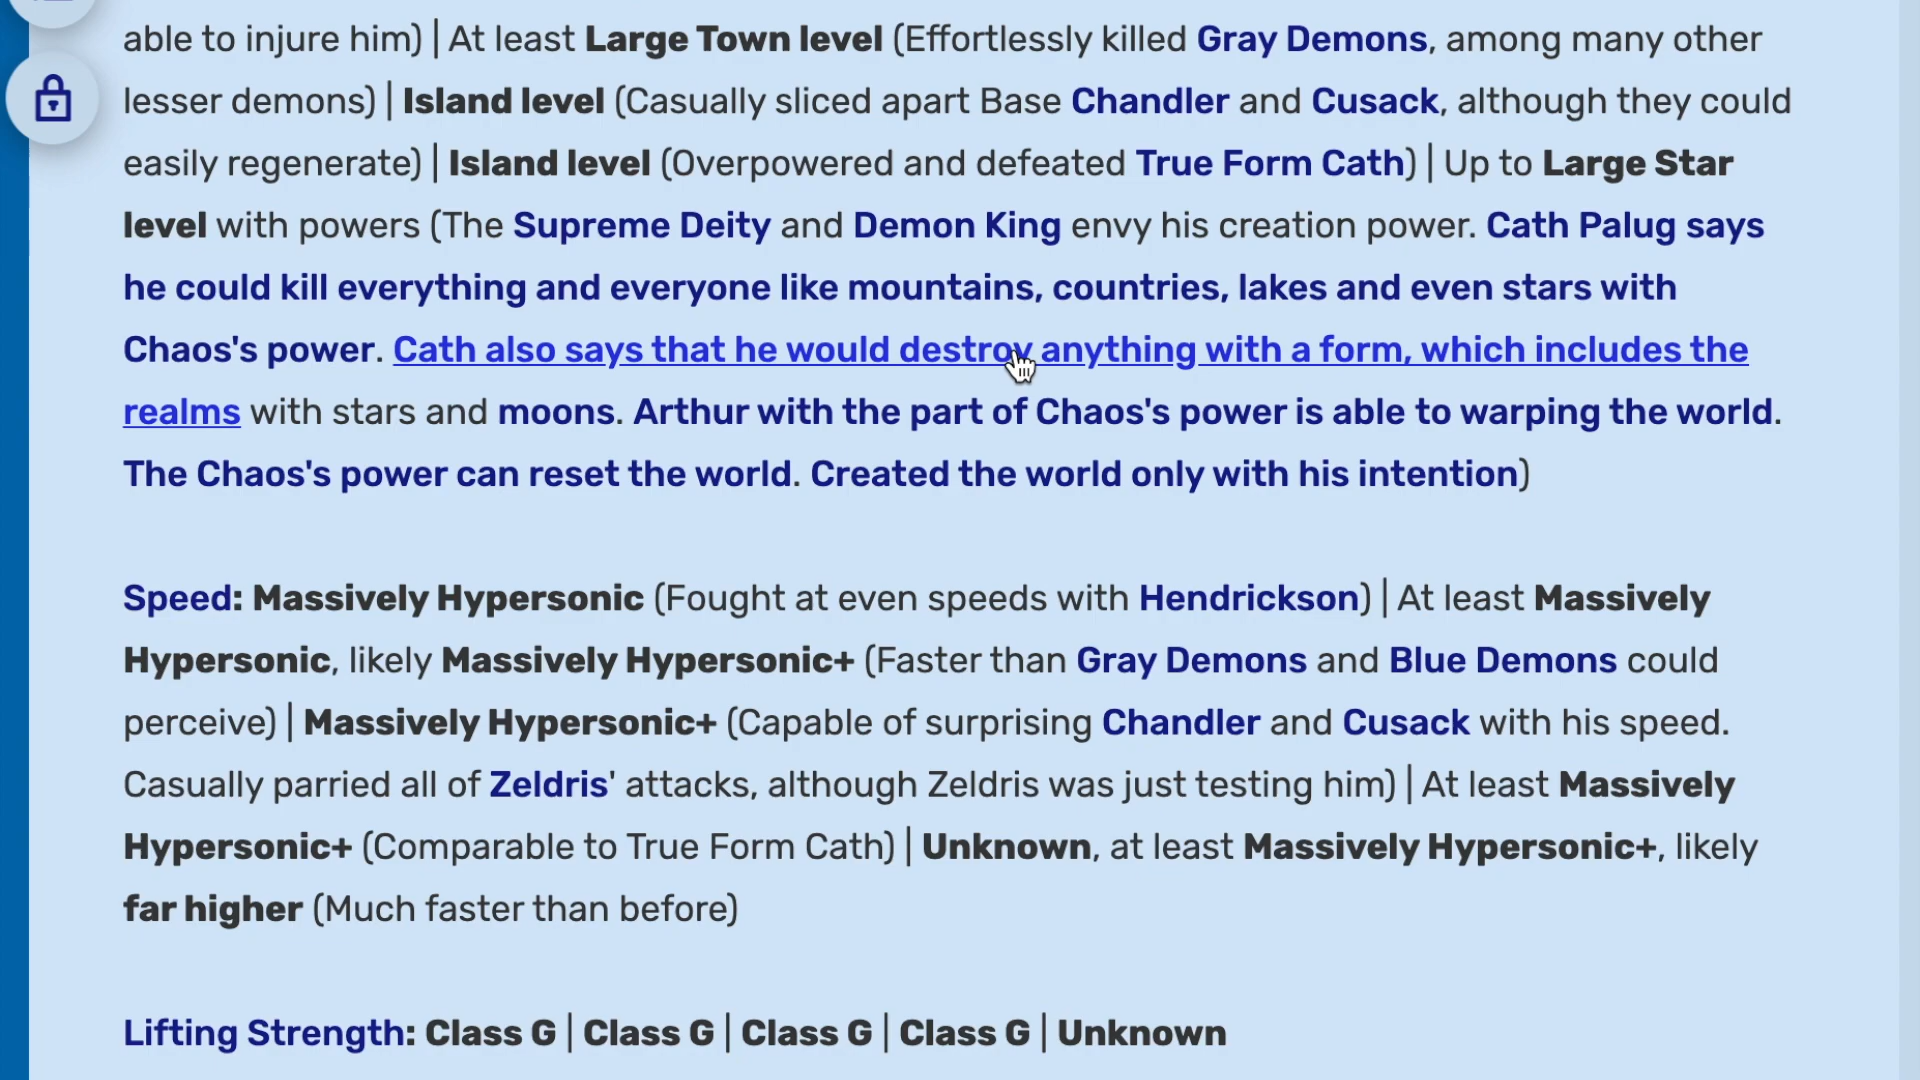 able to injure him) | At least Large Town level (Effortlessly killed Gray Demons, among many other
lesser demons) | Island level (Casually sliced apart Base Chandler and Cusack, although they could
easily regenerate) | Island level (Overpowered and defeated True Form Cath) | Up to Large Star
level with powers (The Supreme Deity and Demon King envy his creation power. Cath Palug says
he could kill everything and everyone like mountains, countries, lakes and even stars with
Chaos's power. Cath also says that he would destroy anything with a form, which includes the
realms with stars and moons. Arthur with the part of Chaos's power is able to warping the world.
The Chaos's power can reset the world. Created the world only with his intention)
Speed: Massively Hypersonic (Fought at even speeds with Hendrickson) | At least Massively
Hypersonic, likely Massively Hypersonic+ (Faster than Gray Demons and Blue Demons could
perceive) | Massively Hypersonic+ (Capable of surprising Chandler and Cusack with his speed.
Casually parried all of Zeldris' attacks, although Zeldris was just testing him) | At least Massively
Hypersonic+ (Comparable to True Form Cath) | Unknown, at least Massively Hypersonic+, likely
far higher (Much faster than before)
Lifting Strength: Class G | Class G | Class G | Class G | Unknown